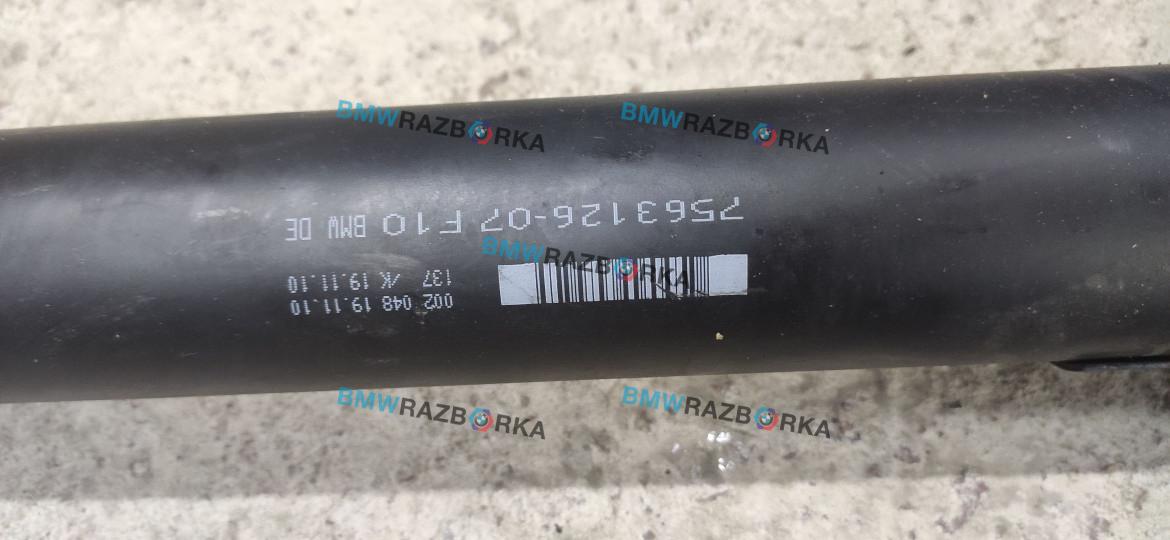 BMWRAZBORKA
BMWRAZBORKA
002 048 19.11.10
137 /K 19.11.10
7563126-07 F10 BMW DE
BMWRAZBORKA
BMWRAZBORKA
BMWRAZBORKA